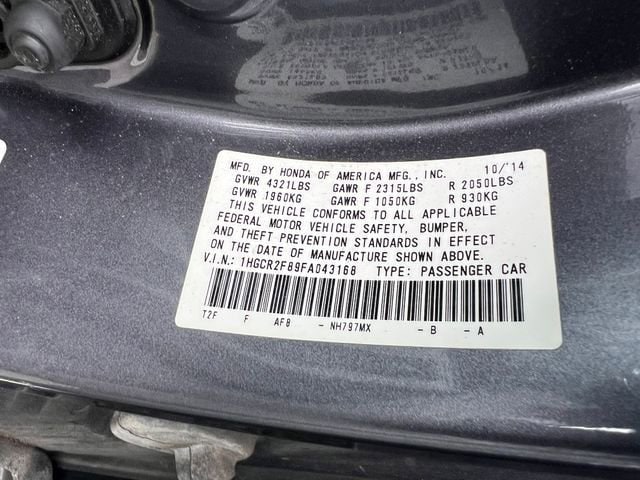 MFD. BY HONDA OF AMERICA MFG., INC. 10/'14
GVWR 4321LBS GAWR F 2315LBS R 2050LBS
GVWR 1960KG GAWR F 1050KG R 930KG
THIS VEHICLE CONFORMS TO ALL APPLICABLE
FEDERAL MOTOR VEHICLE SAFETY, BUMPER,
AND THEFT PREVENTION STANDARDS IN EFFECT
ON THE DATE OF MANUFACTURE SHOWN ABOVE.
V.I.N.: 1HGCR2F89FA043168 TYPE: PASSENGER CAR
T2F F AF8 - NH797MX - B - A